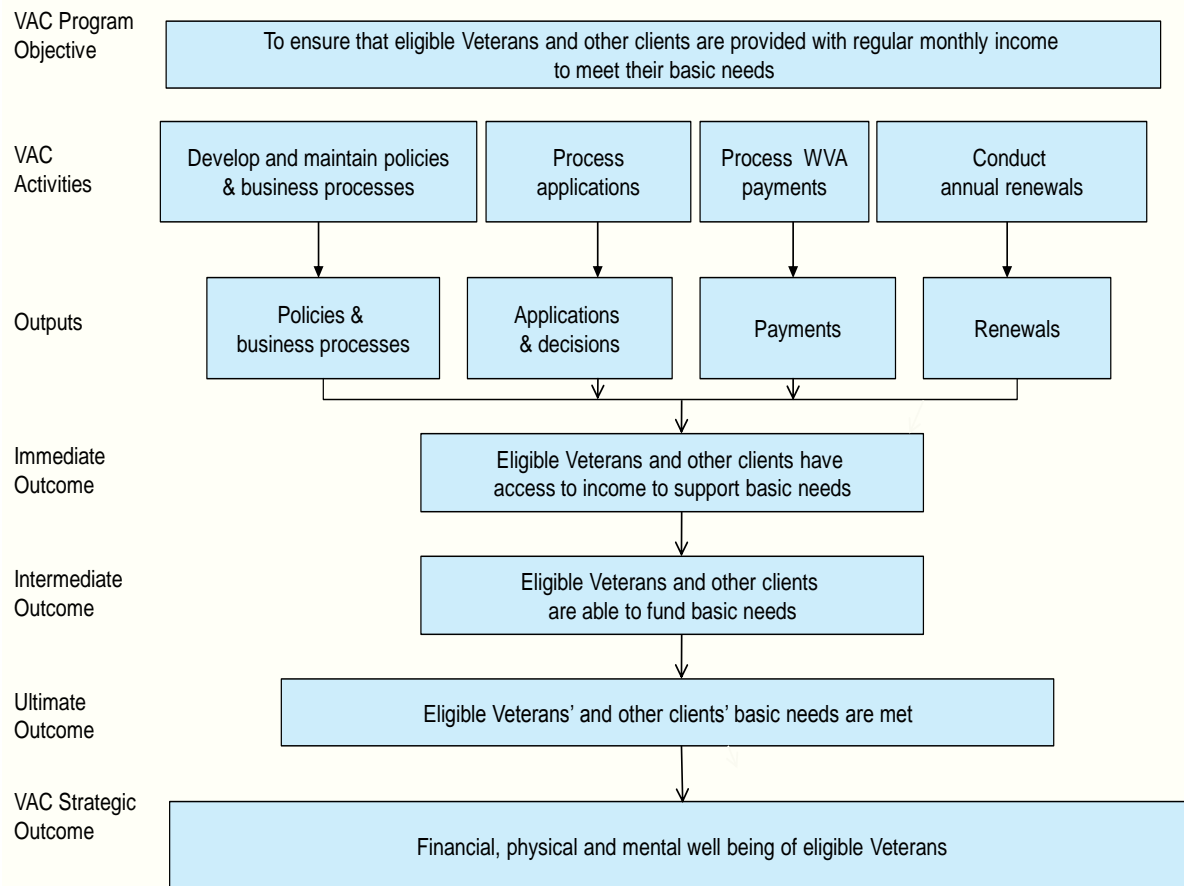 VAC Program
Objective
To ensure that eligible Veterans and other clients are provided with regular monthly income
to meet their basic needs
VAC
Activities
Develop and maintain policies
& business processes
Process
applications
Process WVA
payments
Conduct
annual renewals
Outputs
Policies &
business processes
Applications
& decisions
Payments
Renewals
Immediate
Outcome
Eligible Veterans and other clients have
access to income to support basic needs
Intermediate
Outcome
Eligible Veterans and other clients
are able to fund basic needs
Ultimate
Outcome
Eligible Veterans’ and other clients’ basic needs are met
VAC Strategic
Outcome
Financial, physical and mental well being of eligible Veterans